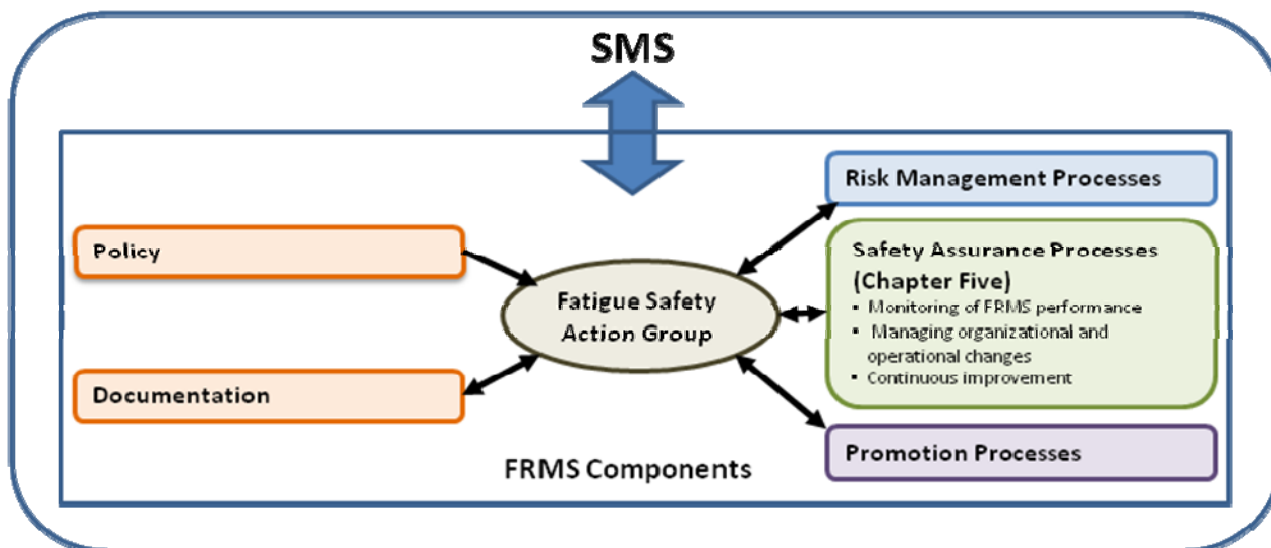 SMS
Policy
Documentation
Fatigue Safety
Action Group
Risk Management Processes
Safety Assurance Processes
(Chapter Five)
▪ Monitoring of FRMS performance
▪ Managing organizational and
operational changes
▪ Continuous improvement
Promotion Processes
FRMS Components